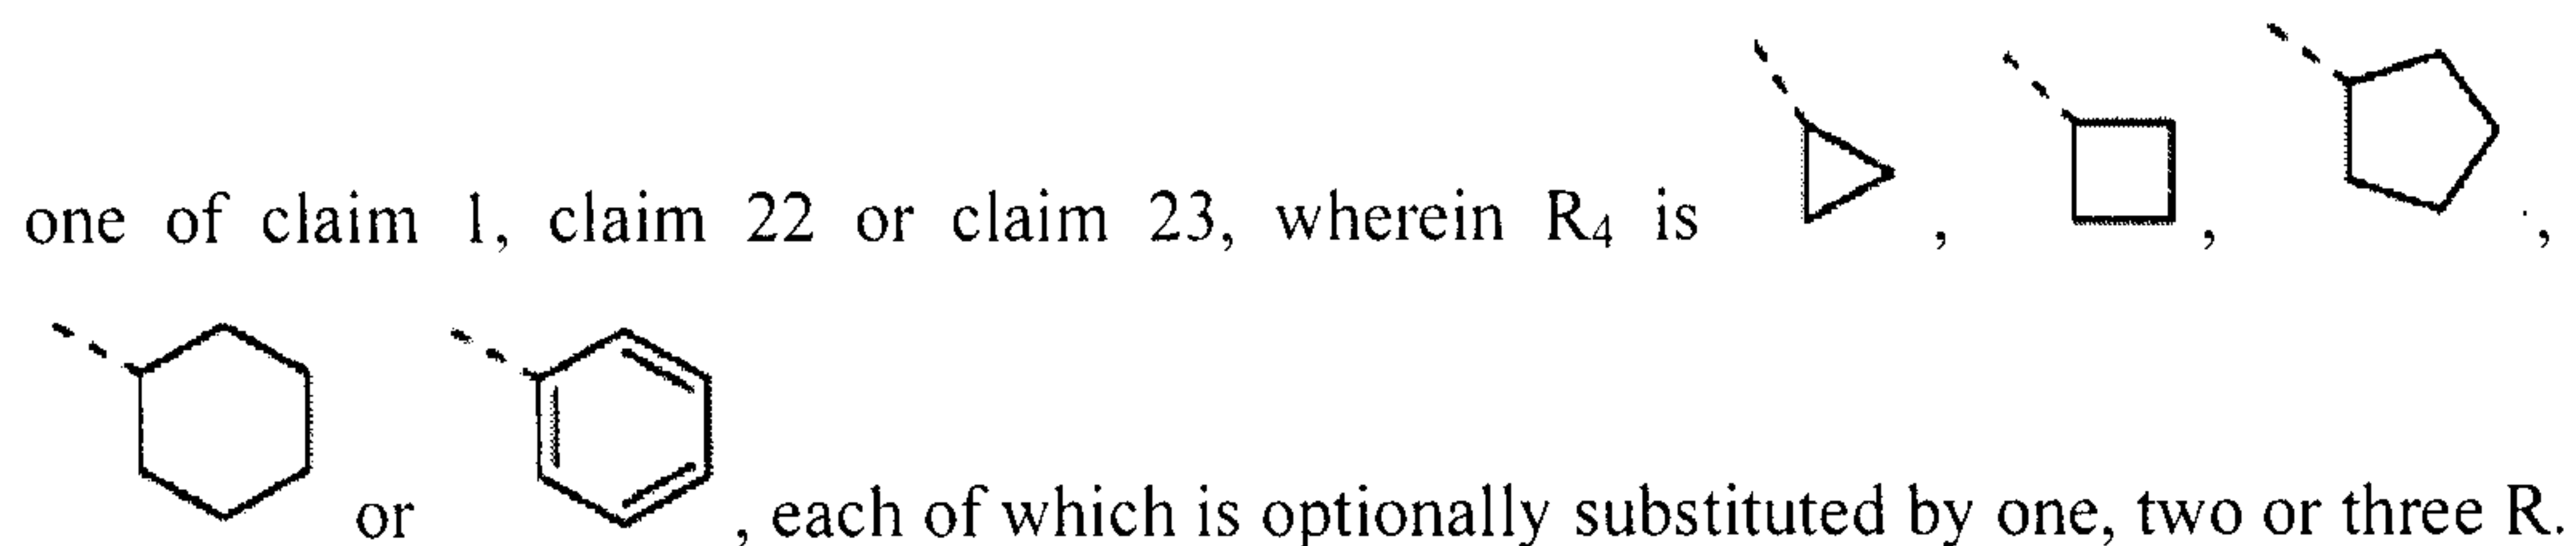 one of claim 1, claim 22 or claim 23, wherein R₄ is , , ,
or , each of which is optionally substituted by one, two or three R.